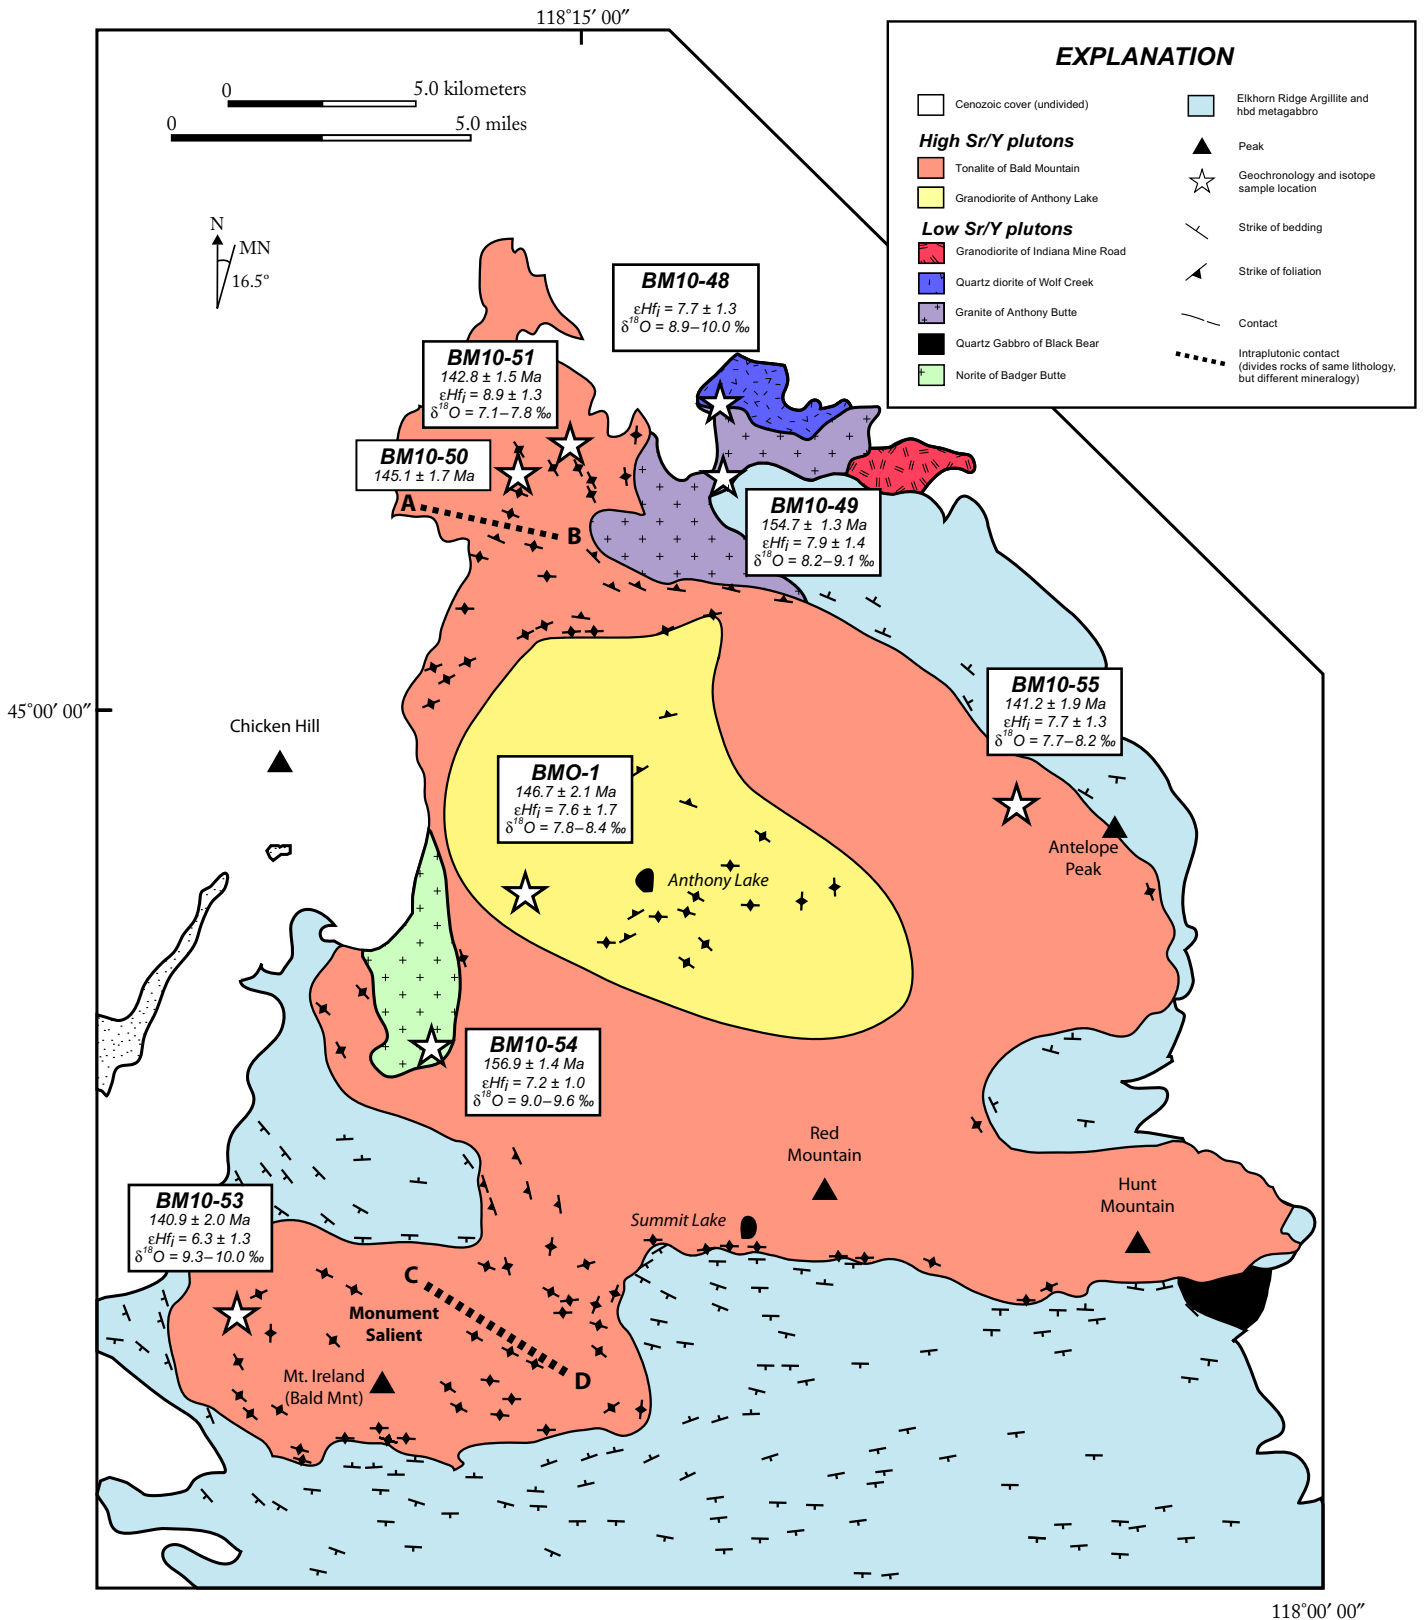 118°15′ 00″
0 5.0 kilometers
0 5.0 miles
N
MN
16.5°
EXPLANATION
Cenozoic cover (undivided)
High Sr/Y plutons
Tonalite of Bald Mountain
Granodiorite of Anthony Lake
Low Sr/Y plutons
Granodiorite of Indiana Mine Road
Quartz diorite of Wolf Creek
Granite of Anthony Butte
Quartz Gabbro of Black Bear
Norite of Badger Butte
Elkhorn Ridge Argillite and
hbd metagabbro
Peak
Geochronology and isotope
sample location
Strike of bedding
Strike of foliation
Contact
Intraplutonic contact
(divides rocks of same lithology,
but different mineralogy)
BM10-48
εHfi = 7.7 ± 1.3
δ18O = 8.9–10.0 ‰
BM10-51
142.8 ± 1.5 Ma
εHfi = 8.9 ± 1.3
δ18O = 7.1–7.8 ‰
BM10-50
145.1 ± 1.7 Ma
A
B
BM10-49
154.7 ± 1.3 Ma
εHfi = 7.9 ± 1.4
δ18O = 8.2–9.1 ‰
BM10-55
141.2 ± 1.9 Ma
εHfi = 7.7 ± 1.3
δ18O = 7.7–8.2 ‰
45°00′ 00″
Chicken Hill
BMO-1
146.7 ± 2.1 Ma
εHfi = 7.6 ± 1.7
δ18O = 7.8–8.4 ‰
Antelope
Peak
Anthony Lake
BM10-54
156.9 ± 1.4 Ma
εHfi = 7.2 ± 1.0
δ18O = 9.0–9.6 ‰
Red
Mountain
Hunt
Mountain
Summit Lake
BM10-53
140.9 ± 2.0 Ma
εHfi = 6.3 ± 1.3
δ18O = 9.3–10.0 ‰
C
D
Monument
Salient
Mt. Ireland
(Bald Mnt)
118°00′ 00″